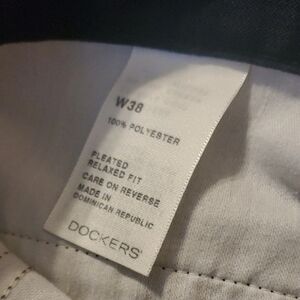 W38
100% POLYESTER
PLEATED
RELAXED FIT
CARE ON REVERSE
MADE IN
DOMINICAN REPUBLIC
DOCKERS®